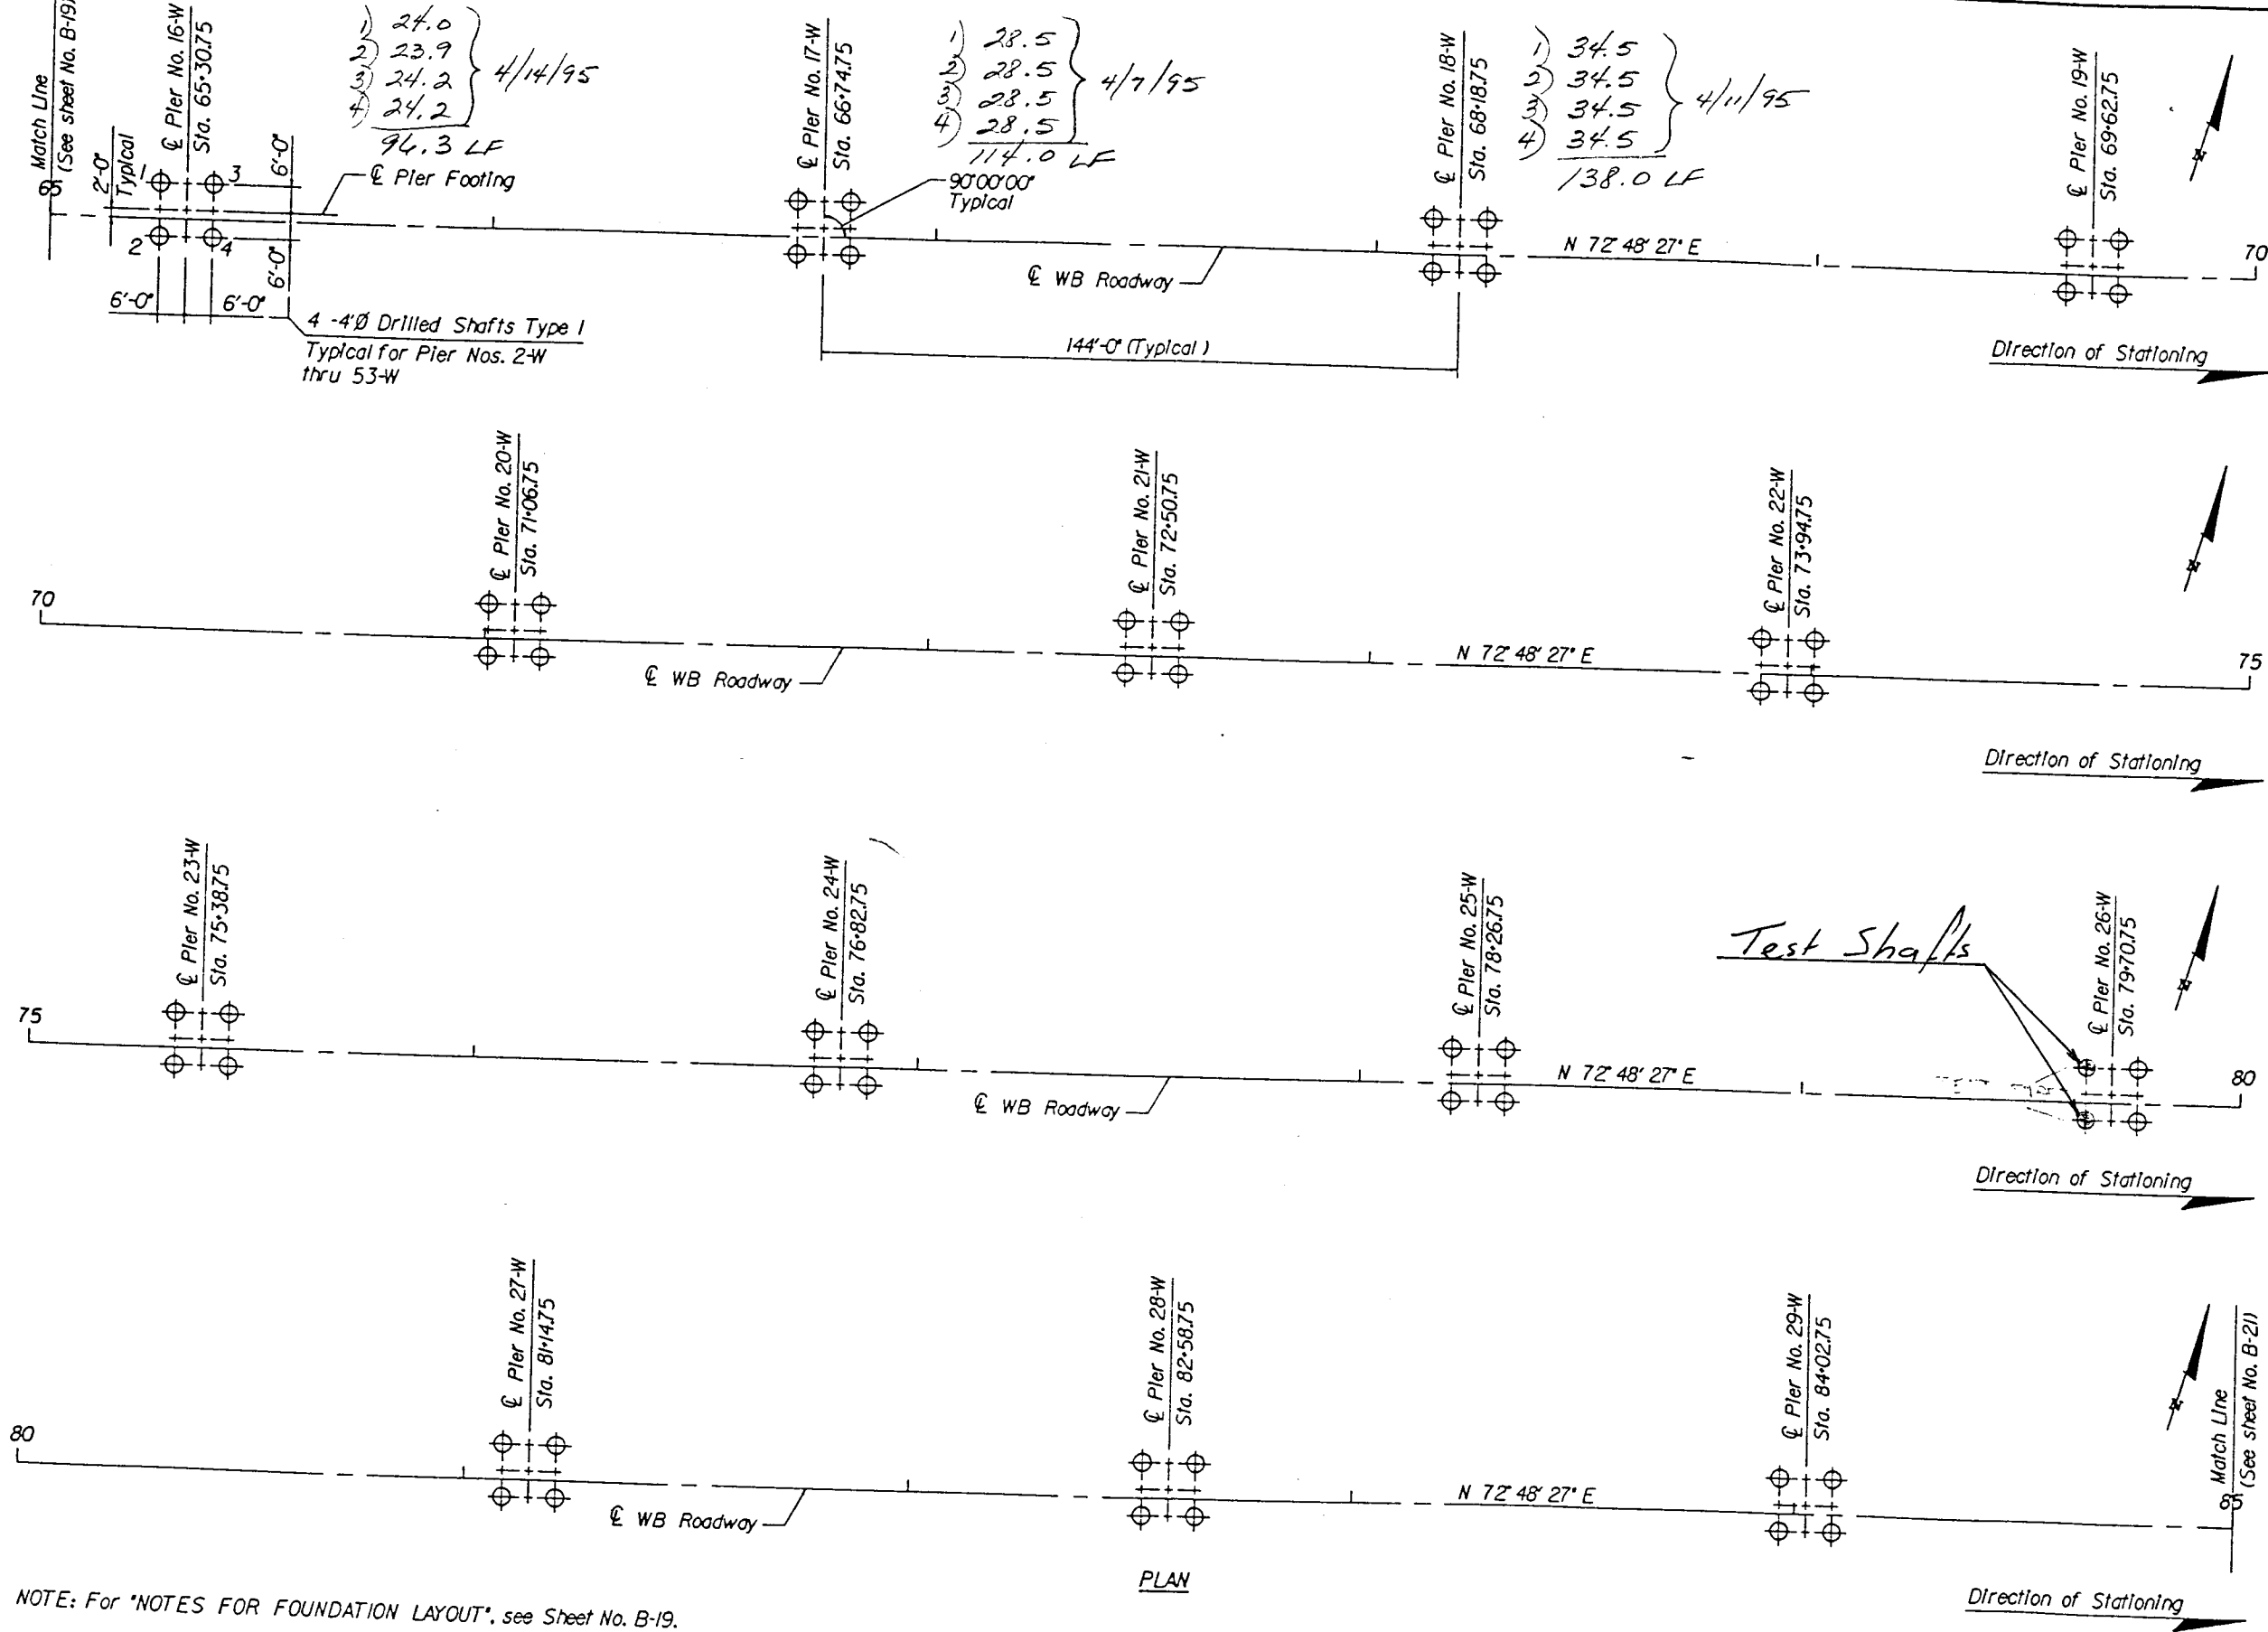 Match Line
(See sheet No. B-19)
65
2'-0"
Typical
℄ Pier No. 16-W
Sta. 65+30.75
1) 24.0
2) 23.9
3) 24.2
4) 24.2
96.3 LF
4/14/95
1
3
2
4
6'-0"
6'-0"
6'-0"
6'-0"
℄ Pier Footing
4 -4'Ø Drilled Shafts Type I
Typical for Pier Nos. 2-W
thru 53-W
℄ Pier No. 17-W
Sta. 66+74.75
1) 28.5
2) 28.5
3) 28.5
4) 28.5
114.0 LF
4/7/95
90°00'00"
Typical
℄ WB Roadway
144'-0" (Typical)
℄ Pier No. 18-W
Sta. 68+18.75
1) 34.5
2) 34.5
3) 34.5
4) 34.5
138.0 LF
4/11/95
N 72° 48' 27" E
℄ Pier No. 19-W
Sta. 69+62.75
N
70
Direction of Stationing
70
℄ Pier No. 20-W
Sta. 71+06.75
℄ WB Roadway
℄ Pier No. 21-W
Sta. 72+50.75
N 72° 48' 27" E
℄ Pier No. 22-W
Sta. 73+94.75
N
75
Direction of Stationing
75
℄ Pier No. 23-W
Sta. 75+38.75
℄ Pier No. 24-W
Sta. 76+82.75
℄ WB Roadway
℄ Pier No. 25-W
Sta. 78+26.75
N 72° 48' 27" E
Test Shafts
℄ Pier No. 26-W
Sta. 79+70.75
N
80
Direction of Stationing
80
℄ Pier No. 27-W
Sta. 81+14.75
℄ WB Roadway
℄ Pier No. 28-W
Sta. 82+58.75
N 72° 48' 27" E
℄ Pier No. 29-W
Sta. 84+02.75
N
Match Line
(See sheet No. B-21)
85
PLAN
Direction of Stationing
NOTE: For "NOTES FOR FOUNDATION LAYOUT", see Sheet No. B-19.